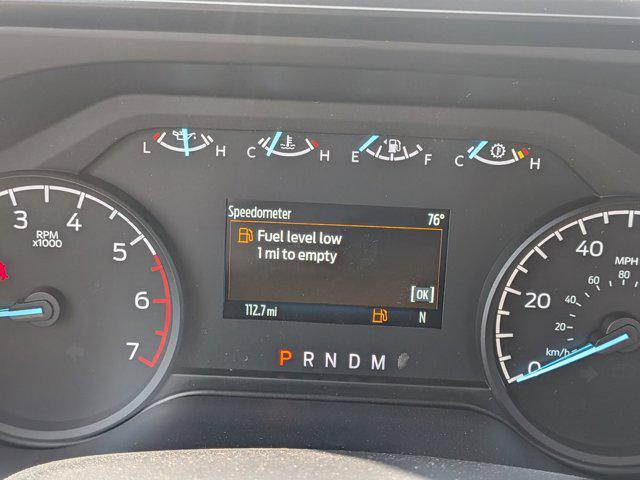 L H
C H
E F
C H
Speedometer 76°
Fuel level low
1 mi to empty
[OK]
112.7 mi N
P R N D M
3 4 5 6 7
RPM
x1000
0 20 40
MPH
20 40 60 80
km/h